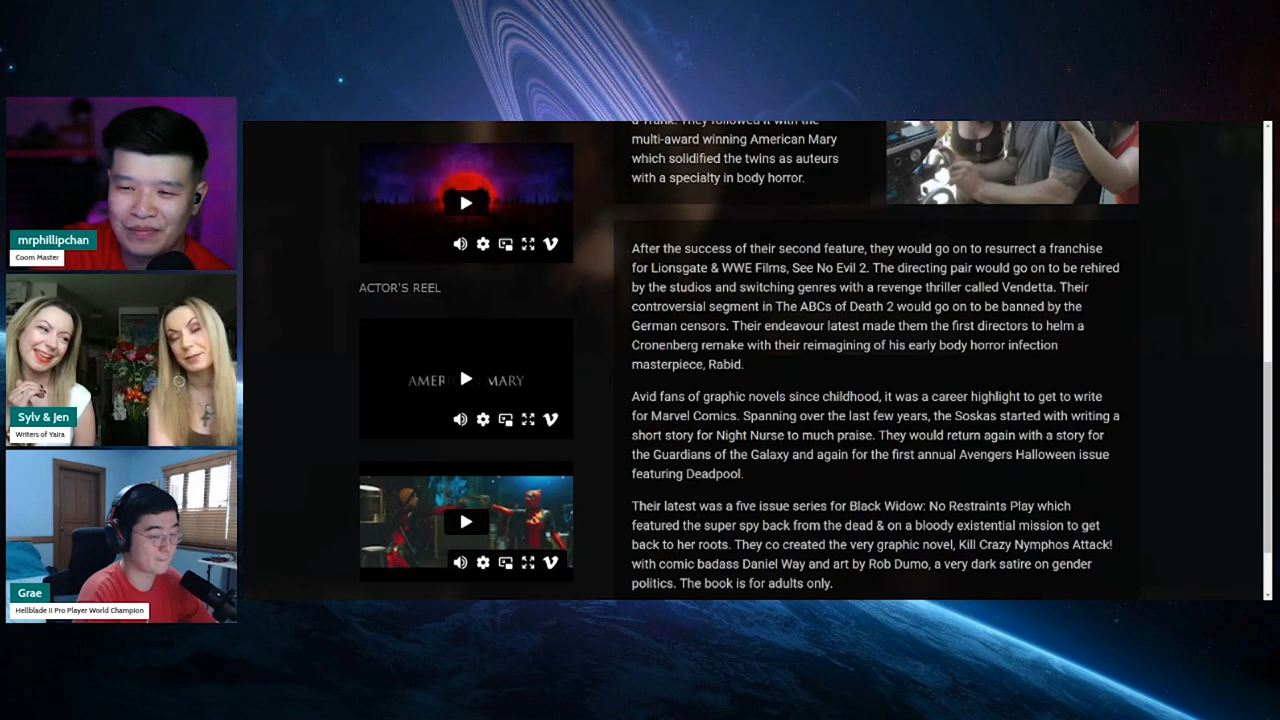 mrphillipchan
Coom Master
Sylv & Jen
Writers of Yaira
Grae
Hellblade II Pro Player World Champion
ACTOR'S REEL
AMERICAN MARY
a Trunk. They followed it with the
multi-award winning American Mary
which solidified the twins as auteurs
with a specialty in body horror.
After the success of their second feature, they would go on to resurrect a franchise
for Lionsgate & WWE Films, See No Evil 2. The directing pair would go on to be rehired
by the studios and switching genres with a revenge thriller called Vendetta. Their
controversial segment in The ABCs of Death 2 would go on to be banned by the
German censors. Their endeavour latest made them the first directors to helm a
Cronenberg remake with their reimagining of his early body horror infection
masterpiece, Rabid.
Avid fans of graphic novels since childhood, it was a career highlight to get to write
for Marvel Comics. Spanning over the last few years, the Soskas started with writing a
short story for Night Nurse to much praise. They would return again with a story for
the Guardians of the Galaxy and again for the first annual Avengers Halloween issue
featuring Deadpool.
Their latest was a five issue series for Black Widow: No Restraints Play which
featured the super spy back from the dead & on a bloody existential mission to get
back to her roots. They co created the very graphic novel, Kill Crazy Nymphos Attack!
with comic badass Daniel Way and art by Rob Dumo, a very dark satire on gender
politics. The book is for adults only.